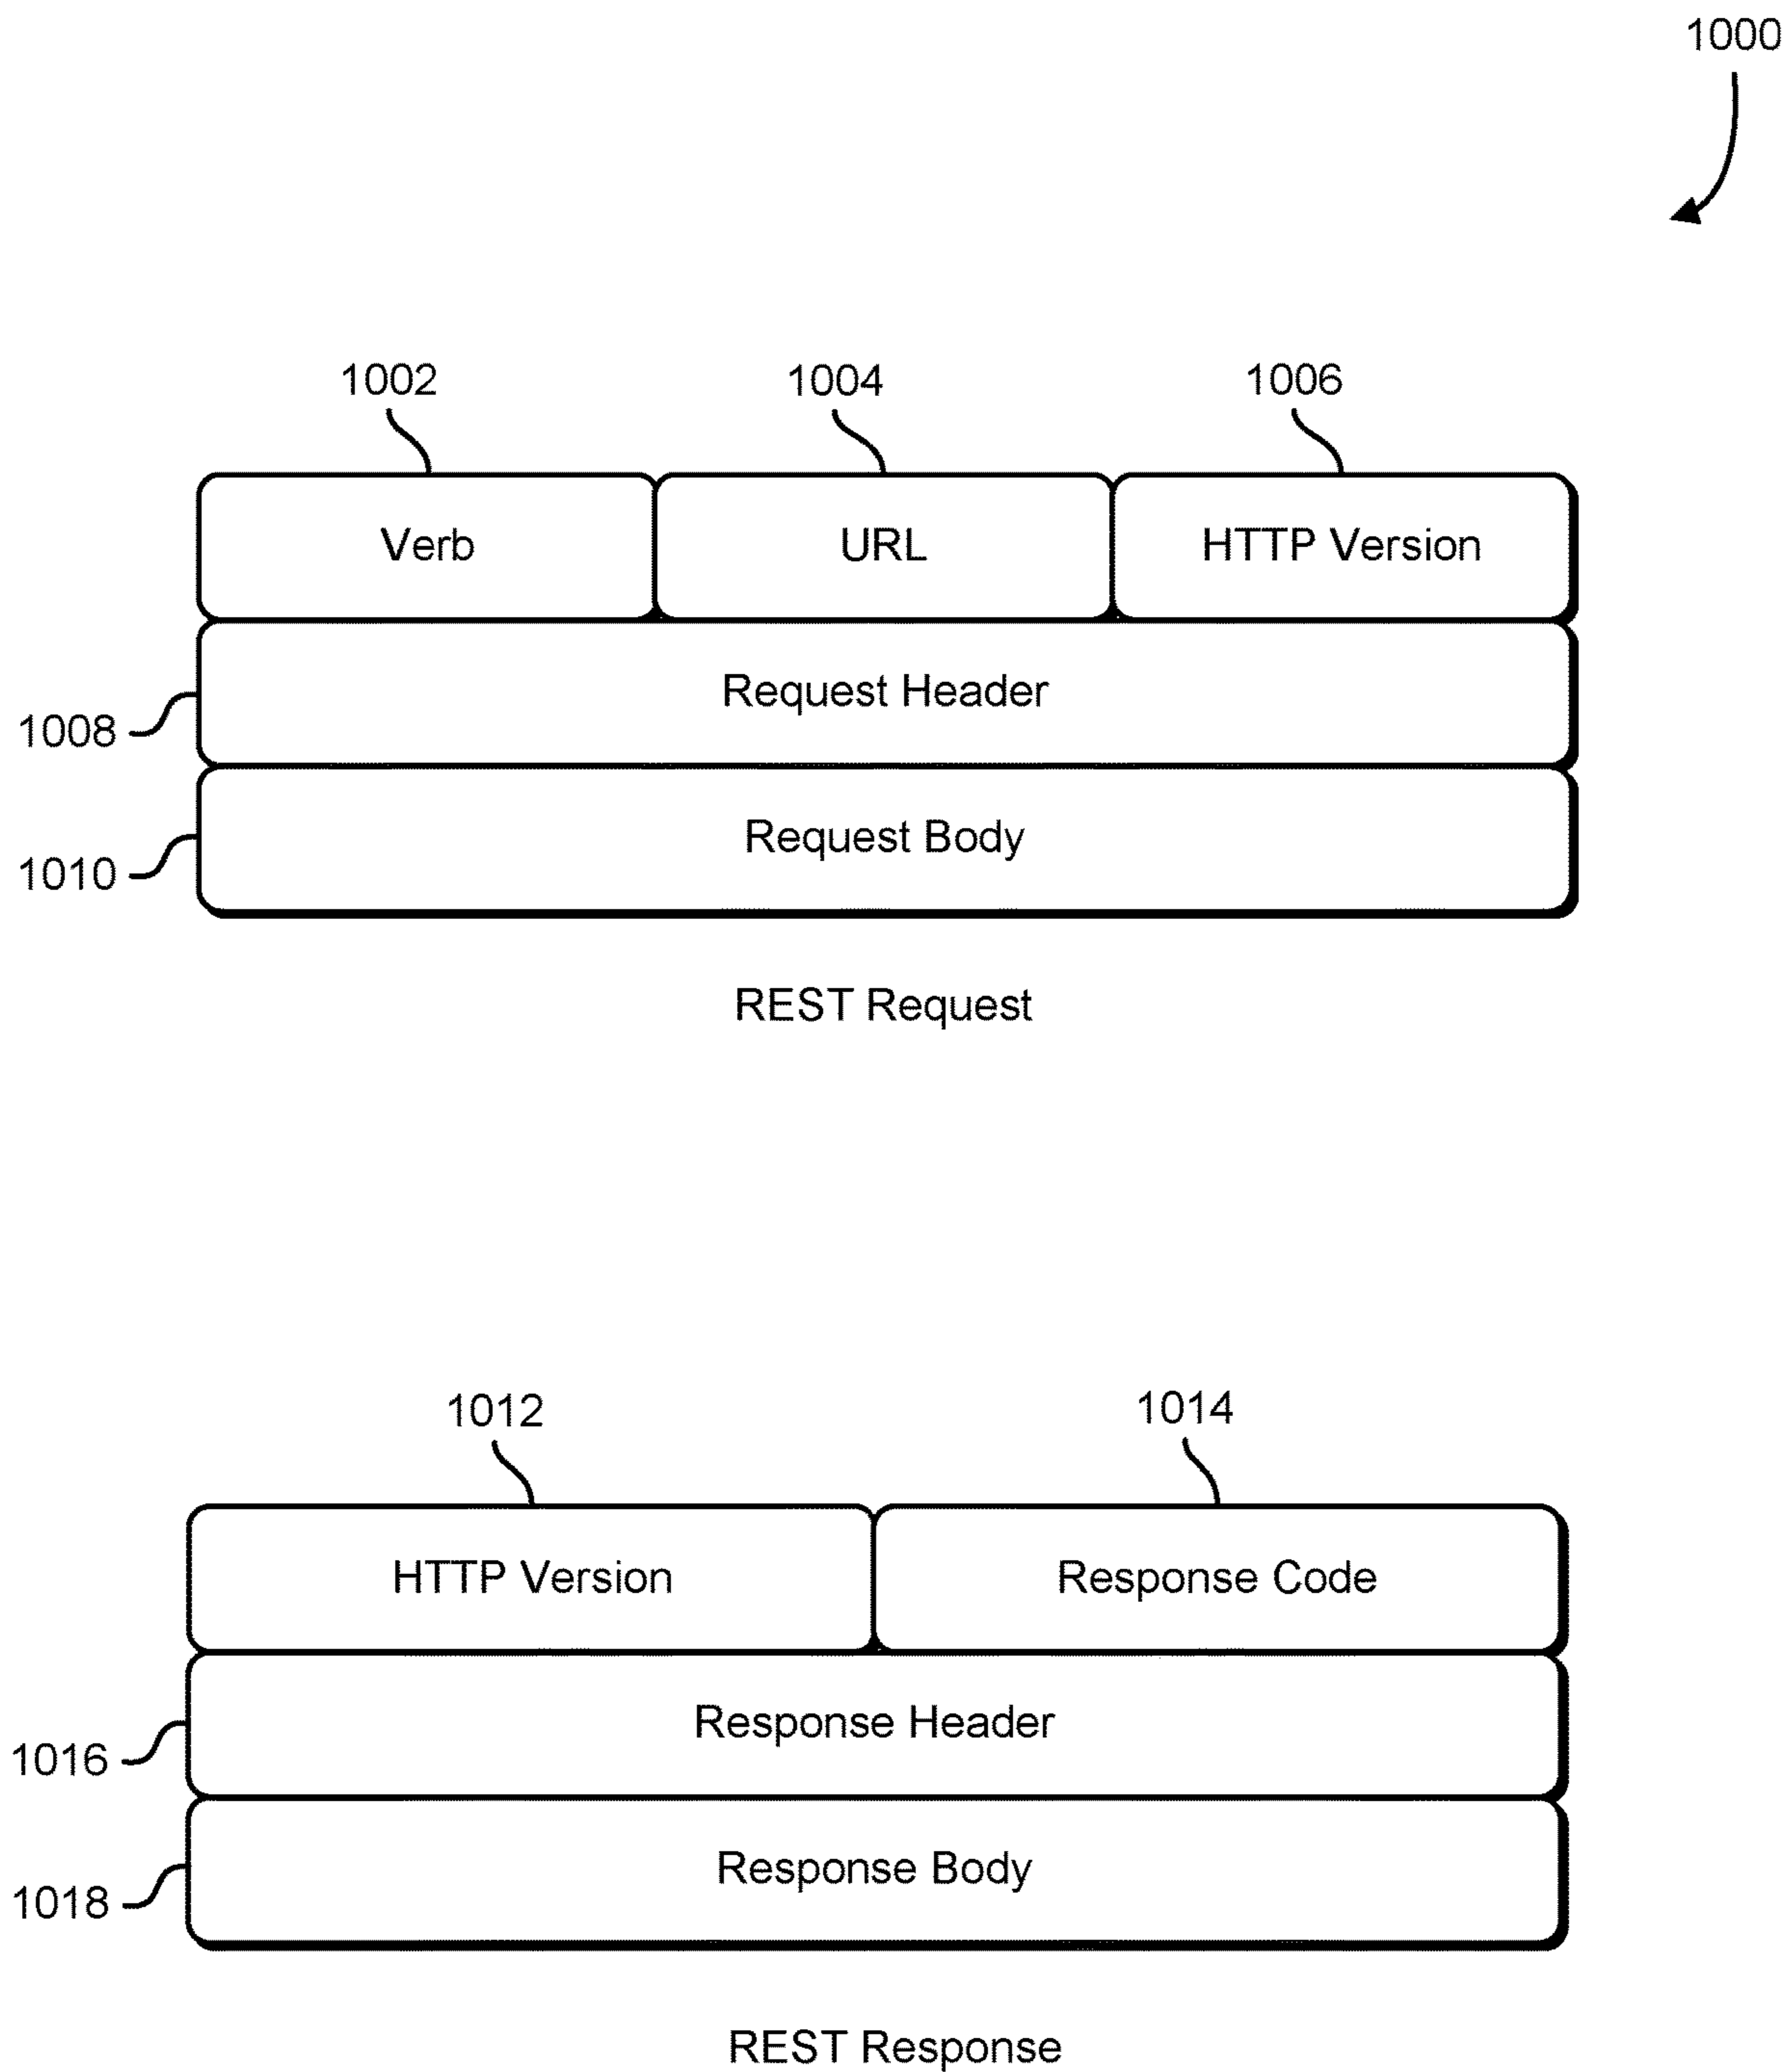 1000
1002 1004 1006
Verb URL HTTP Version
Request Header
1008
Request Body
1010
REST Request
1012 1014
HTTP Version Response Code
Response Header
1016
Response Body
1018
REST Response